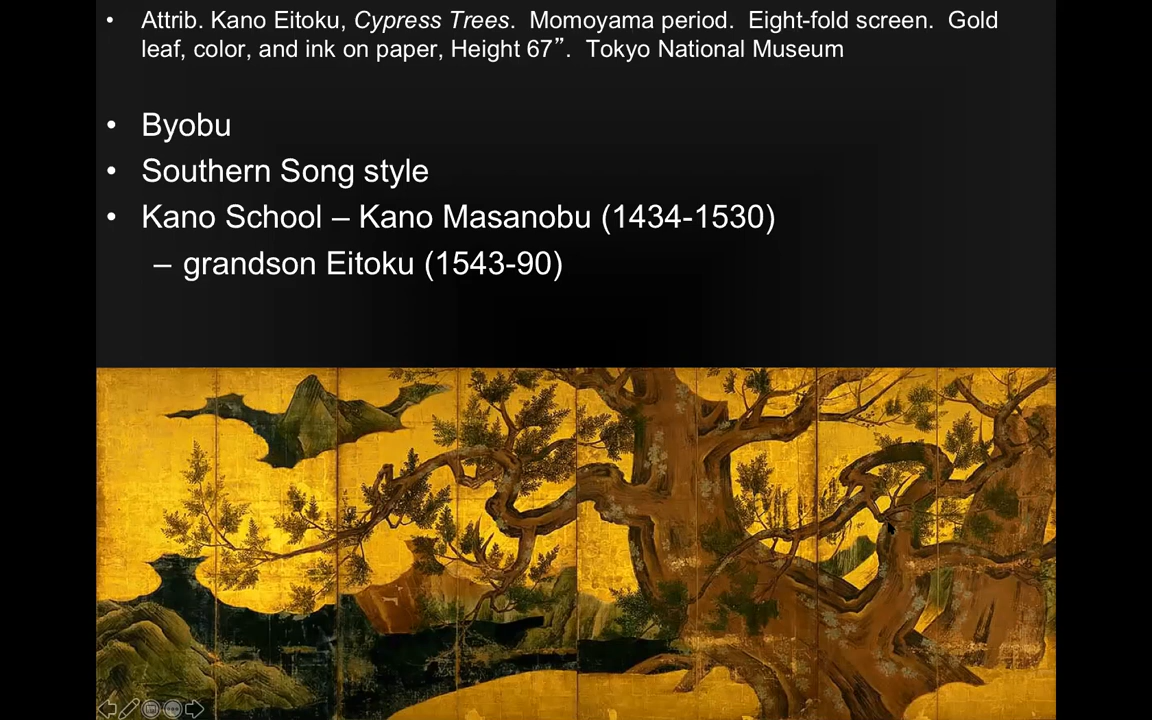 • Attrib. Kano Eitoku, Cypress Trees. Momoyama period. Eight-fold screen. Gold
leaf, color, and ink on paper, Height 67”. Tokyo National Museum
• Byobu
• Southern Song style
• Kano School – Kano Masanobu (1434-1530)
– grandson Eitoku (1543-90)